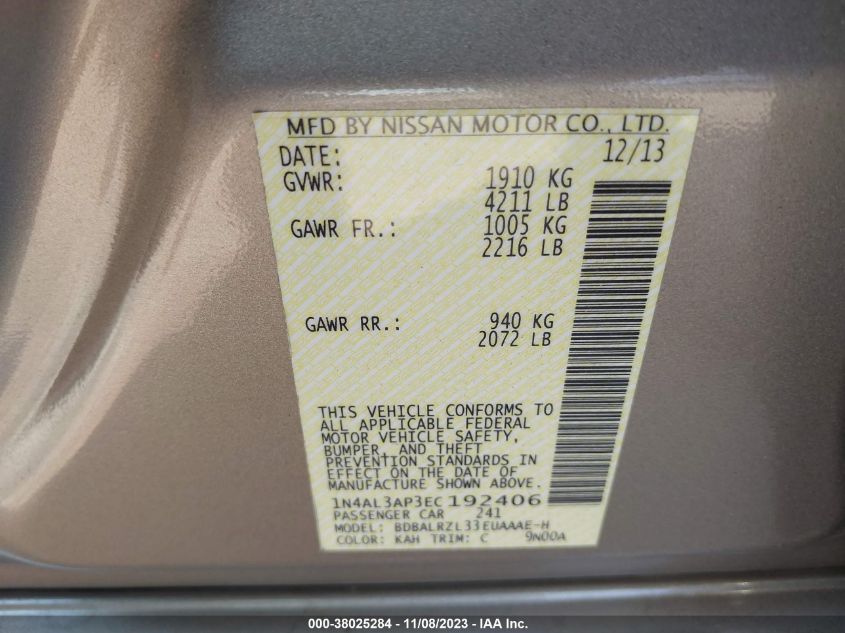 MFD BY NISSAN MOTOR CO., LTD.
DATE: 12/13
GVWR: 1910 KG
4211 LB
GAWR FR.: 1005 KG
2216 LB
GAWR RR.: 940 KG
2072 LB
THIS VEHICLE CONFORMS TO
ALL APPLICABLE FEDERAL
MOTOR VEHICLE SAFETY,
BUMPER, AND THEFT
PREVENTION STANDARDS IN
EFFECT ON THE DATE OF
MANUFACTURE SHOWN ABOVE.
1N4AL3AP3EC192406
PASSENGER CAR 241
MODEL: BDBALRZL33EUAAAE-H
COLOR: KAH TRIM: C 9N00A
000-38025284 - 11/08/2023 - IAA Inc.